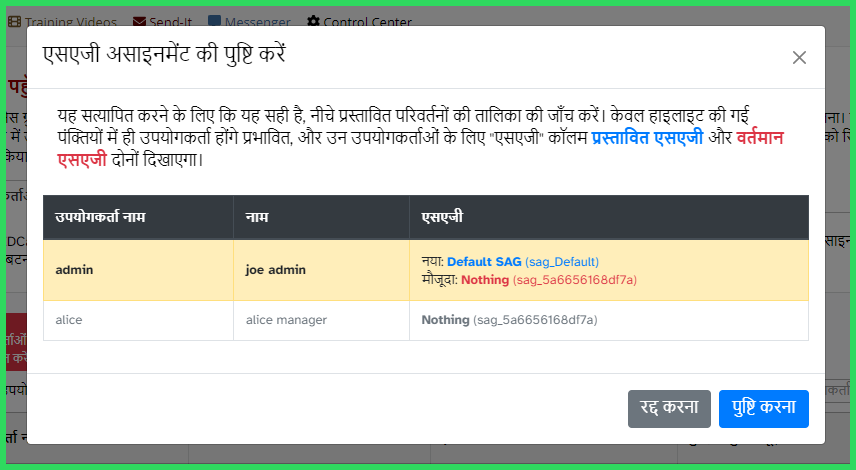 Training Videos Send-It Messenger Control Center
एसएजी असाइनमेंट की पुष्टि करें
यह सत्यापित करने के लिए कि यह सही है, नीचे प्रस्तावित परिवर्तनों की तालिका की जाँच करें। केवल हाइलाइट की गई
पंक्तियों में ही उपयोगकर्ता होंगे प्रभावित, और उन उपयोगकर्ताओं के लिए "एसएजी" कॉलम प्रस्तावित एसएजी और वर्तमान
एसएजी दोनों दिखाएगा।
उपयोगकर्ता नाम नाम एसएजी
admin joe admin नया: Default SAG (sag_Default)
मौजूदा: Nothing (sag_5a6656168df7a)
alice alice manager Nothing (sag_5a6656168df7a)
रद्द करना पुष्टि करना